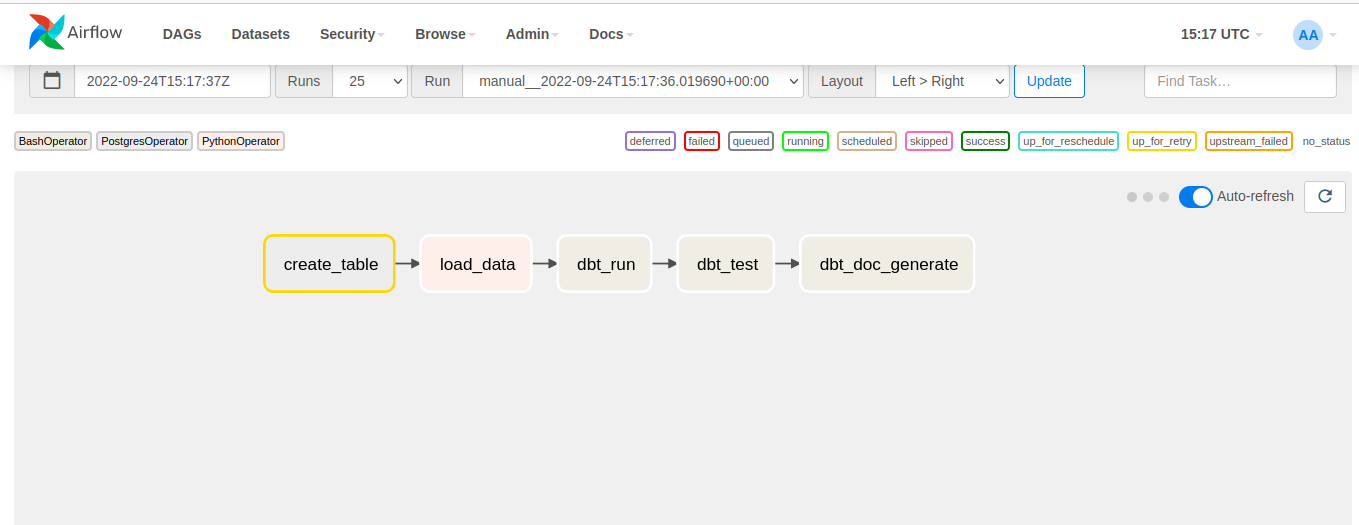 Airflow DAGs Datasets Security Browse Admin Docs 15:17 UTC AA
2022-09-24T15:17:37Z Runs 25 Run manual__2022-09-24T15:17:36.019690+00:00 Layout Left > Right Update Find Task…
BashOperator PostgresOperator PythonOperator deferred failed queued running scheduled skipped success up_for_reschedule up_for_retry upstream_failed no_status
Auto-refresh
create_table load_data dbt_run dbt_test dbt_doc_generate